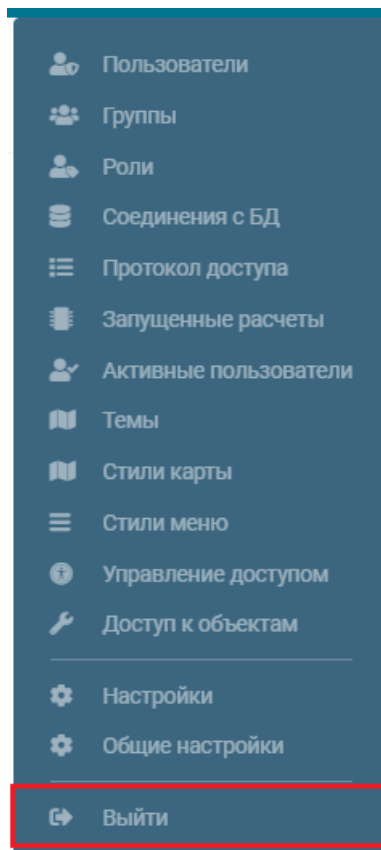 Пользователи
Группы
Роли
Соединения с БД
Протокол доступа
Запущенные расчеты
Активные пользователи
Темы
Стили карты
Стили меню
Управление доступом
Доступ к объектам
Настройки
Общие настройки
Выйти